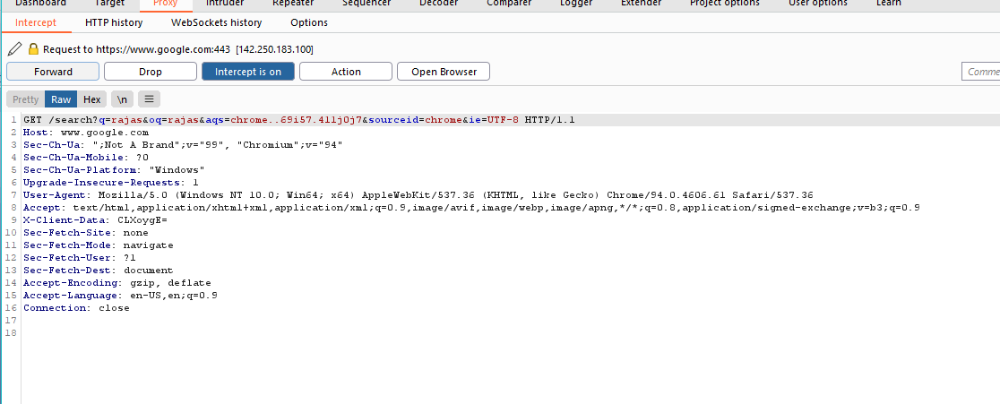 Dashboard Target Proxy Intruder Repeater Sequencer Decoder Comparer Logger Extender Project options User options Learn
Intercept HTTP history WebSockets history Options
Request to https://www.google.com:443 [142.250.183.100]
Forward Drop Intercept is on Action Open Browser Comme
Pretty Raw Hex \n
1 GET /search?q=rajas&oq=rajas&aqs=chrome..69i57.411j0j7&sourceid=chrome&ie=UTF-8 HTTP/1.1
2 Host: www.google.com
3 Sec-Ch-Ua: ";Not A Brand";v="99", "Chromium";v="94"
4 Sec-Ch-Ua-Mobile: ?0
5 Sec-Ch-Ua-Platform: "Windows"
6 Upgrade-Insecure-Requests: 1
7 User-Agent: Mozilla/5.0 (Windows NT 10.0; Win64; x64) AppleWebKit/537.36 (KHTML, like Gecko) Chrome/94.0.4606.61 Safari/537.36
8 Accept: text/html,application/xhtml+xml,application/xml;q=0.9,image/avif,image/webp,image/apng,*/*;q=0.8,application/signed-exchange;v=b3;q=0.9
9 X-Client-Data: CLXoygE=
10 Sec-Fetch-Site: none
11 Sec-Fetch-Mode: navigate
12 Sec-Fetch-User: ?1
13 Sec-Fetch-Dest: document
14 Accept-Encoding: gzip, deflate
15 Accept-Language: en-US,en;q=0.9
16 Connection: close
17
18